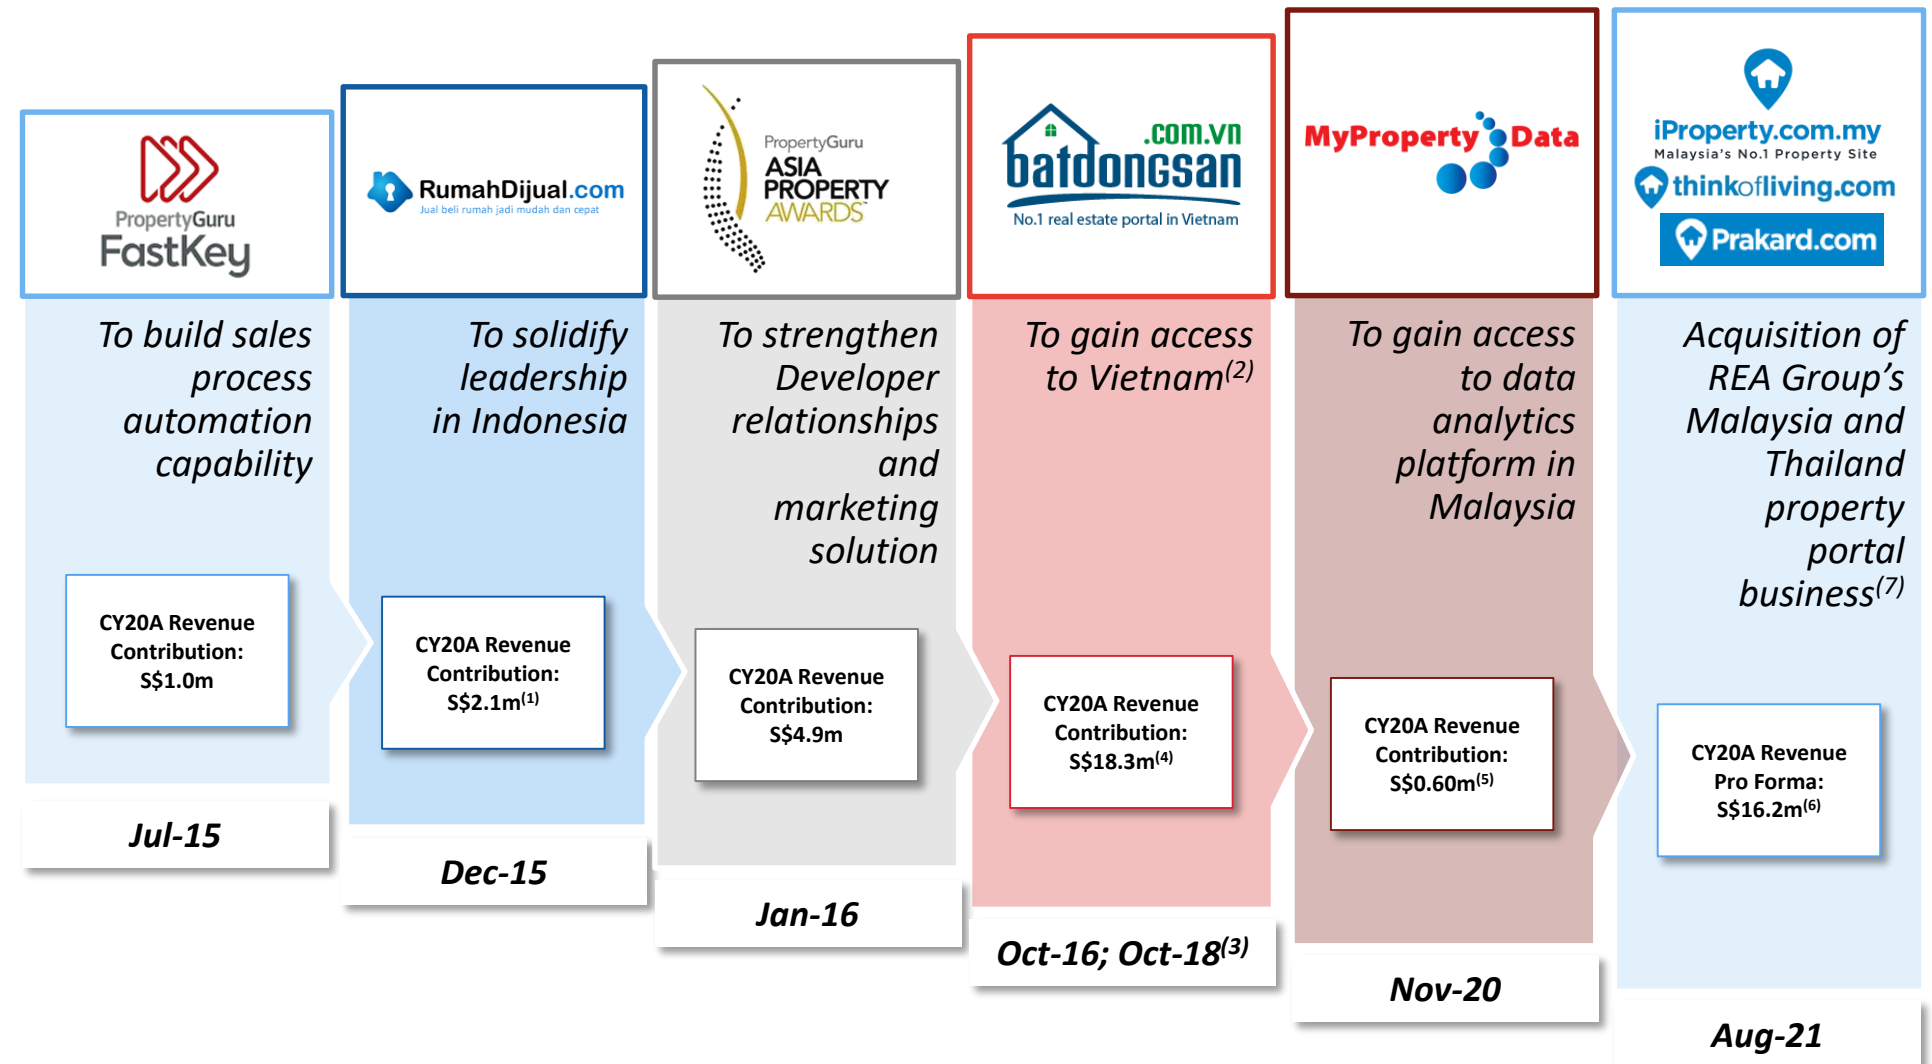 PropertyGuru
FastKey
To build sales
process
automation
capability
CY20A Revenue
Contribution:
S$1.0m
Jul-15
RumahDijual.com
Jual beli rumah jadi mudah dan cepat
To solidify
leadership
in Indonesia
CY20A Revenue
Contribution:
S$2.1m(1)
Dec-15
PropertyGuru
ASIA
PROPERTY
AWARDS™
To strengthen
Developer
relationships
and
marketing
solution
CY20A Revenue
Contribution:
S$4.9m
Jan-16
.com.vn
batdongsan
No.1 real estate portal in Vietnam
To gain access
to Vietnam(2)
CY20A Revenue
Contribution:
S$18.3m(4)
Oct-16; Oct-18(3)
MyProperty Data
To gain access
to data
analytics
platform in
Malaysia
CY20A Revenue
Contribution:
S$0.60m(5)
Nov-20
iProperty.com.my
Malaysia's No.1 Property Site
thinkofliving.com
Prakard.com
Acquisition of
REA Group's
Malaysia and
Thailand
property
portal
business(7)
CY20A Revenue
Pro Forma:
S$16.2m(6)
Aug-21